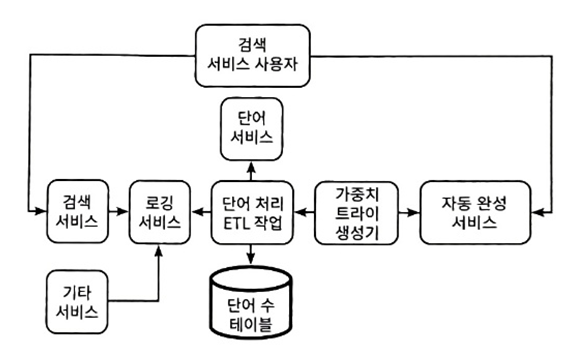 검색
서비스 사용자
단어
서비스
검색
서비스
로깅
서비스
단어 처리
ETL 작업
가중치
트라이
생성기
자동 완성
서비스
기타
서비스
단어 수
테이블